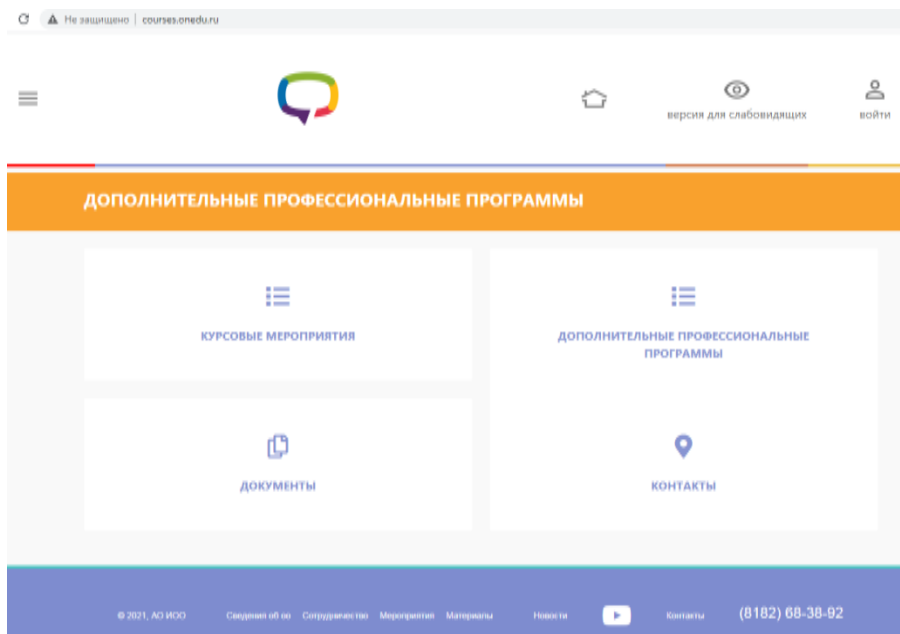 Не защищено | courses.onedu.ru
версия для слабовидящих
войти
ДОПОЛНИТЕЛЬНЫЕ ПРОФЕССИОНАЛЬНЫЕ ПРОГРАММЫ
КУРСОВЫЕ МЕРОПРИЯТИЯ
ДОПОЛНИТЕЛЬНЫЕ ПРОФЕССИОНАЛЬНЫЕ
ПРОГРАММЫ
ДОКУМЕНТЫ
КОНТАКТЫ
© 2021, АО ИОО Сведения об оо Сотрудничество Мероприятия Материалы Новости Контакты (8182) 68-38-92